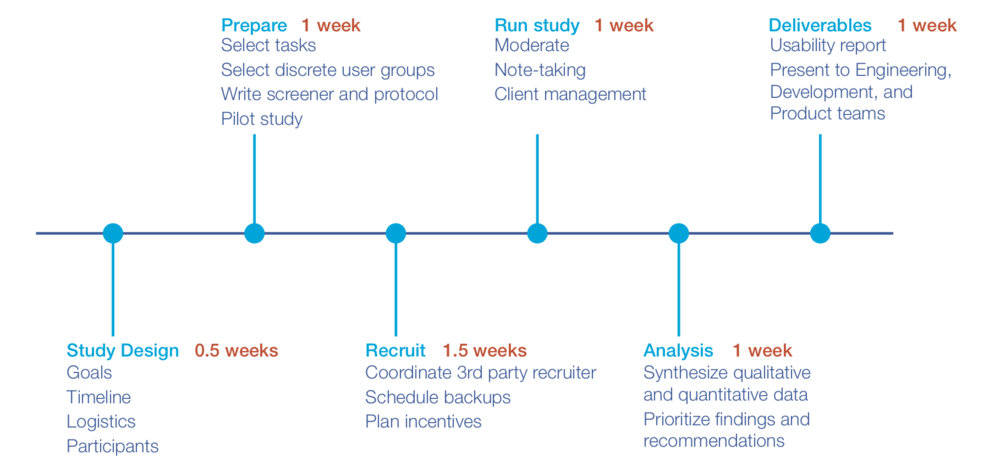 Prepare 1 week
Select tasks
Select discrete user groups
Write screener and protocol
Pilot study
Run study 1 week
Moderate
Note-taking
Client management
Deliverables 1 week
Usability report
Present to Engineering,
Development, and
Product teams
Study Design 0.5 weeks
Goals
Timeline
Logistics
Participants
Recruit 1.5 weeks
Coordinate 3rd party recruiter
Schedule backups
Plan incentives
Analysis 1 week
Synthesize qualitative
and quantitative data
Prioritize findings and
recommendations